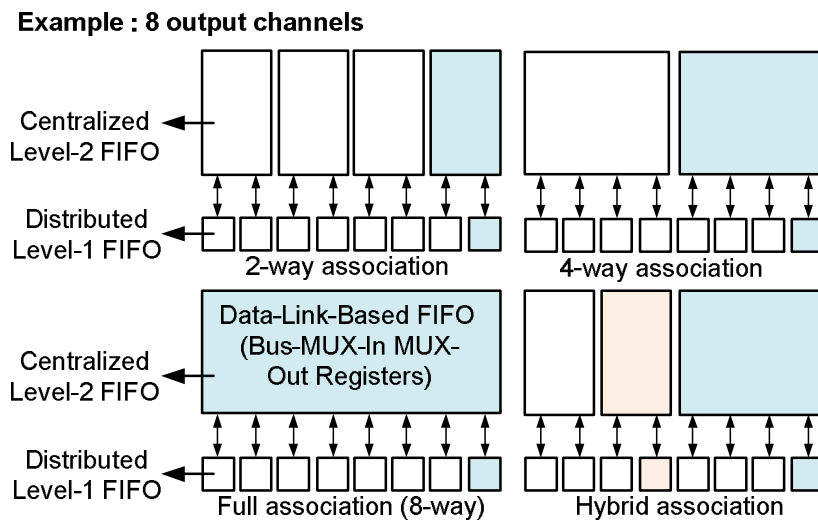 Example : 8 output channels
Centralized
Level-2 FIFO
Distributed
Level-1 FIFO
2-way association
4-way association
Data-Link-Based FIFO
(Bus-MUX-In MUX-
Out Registers)
Centralized
Level-2 FIFO
Distributed
Level-1 FIFO
Full association (8-way)
Hybrid association